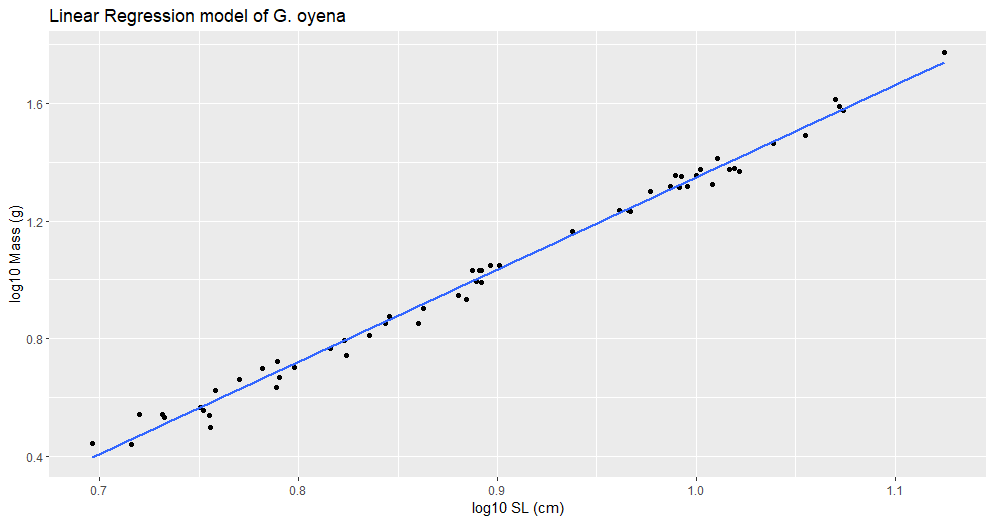 Linear Regression model of G. oyena
log10 Mass (g)
1.6
1.2
0.8
0.4
0.7 0.8 0.9 1.0 1.1
log10 SL (cm)